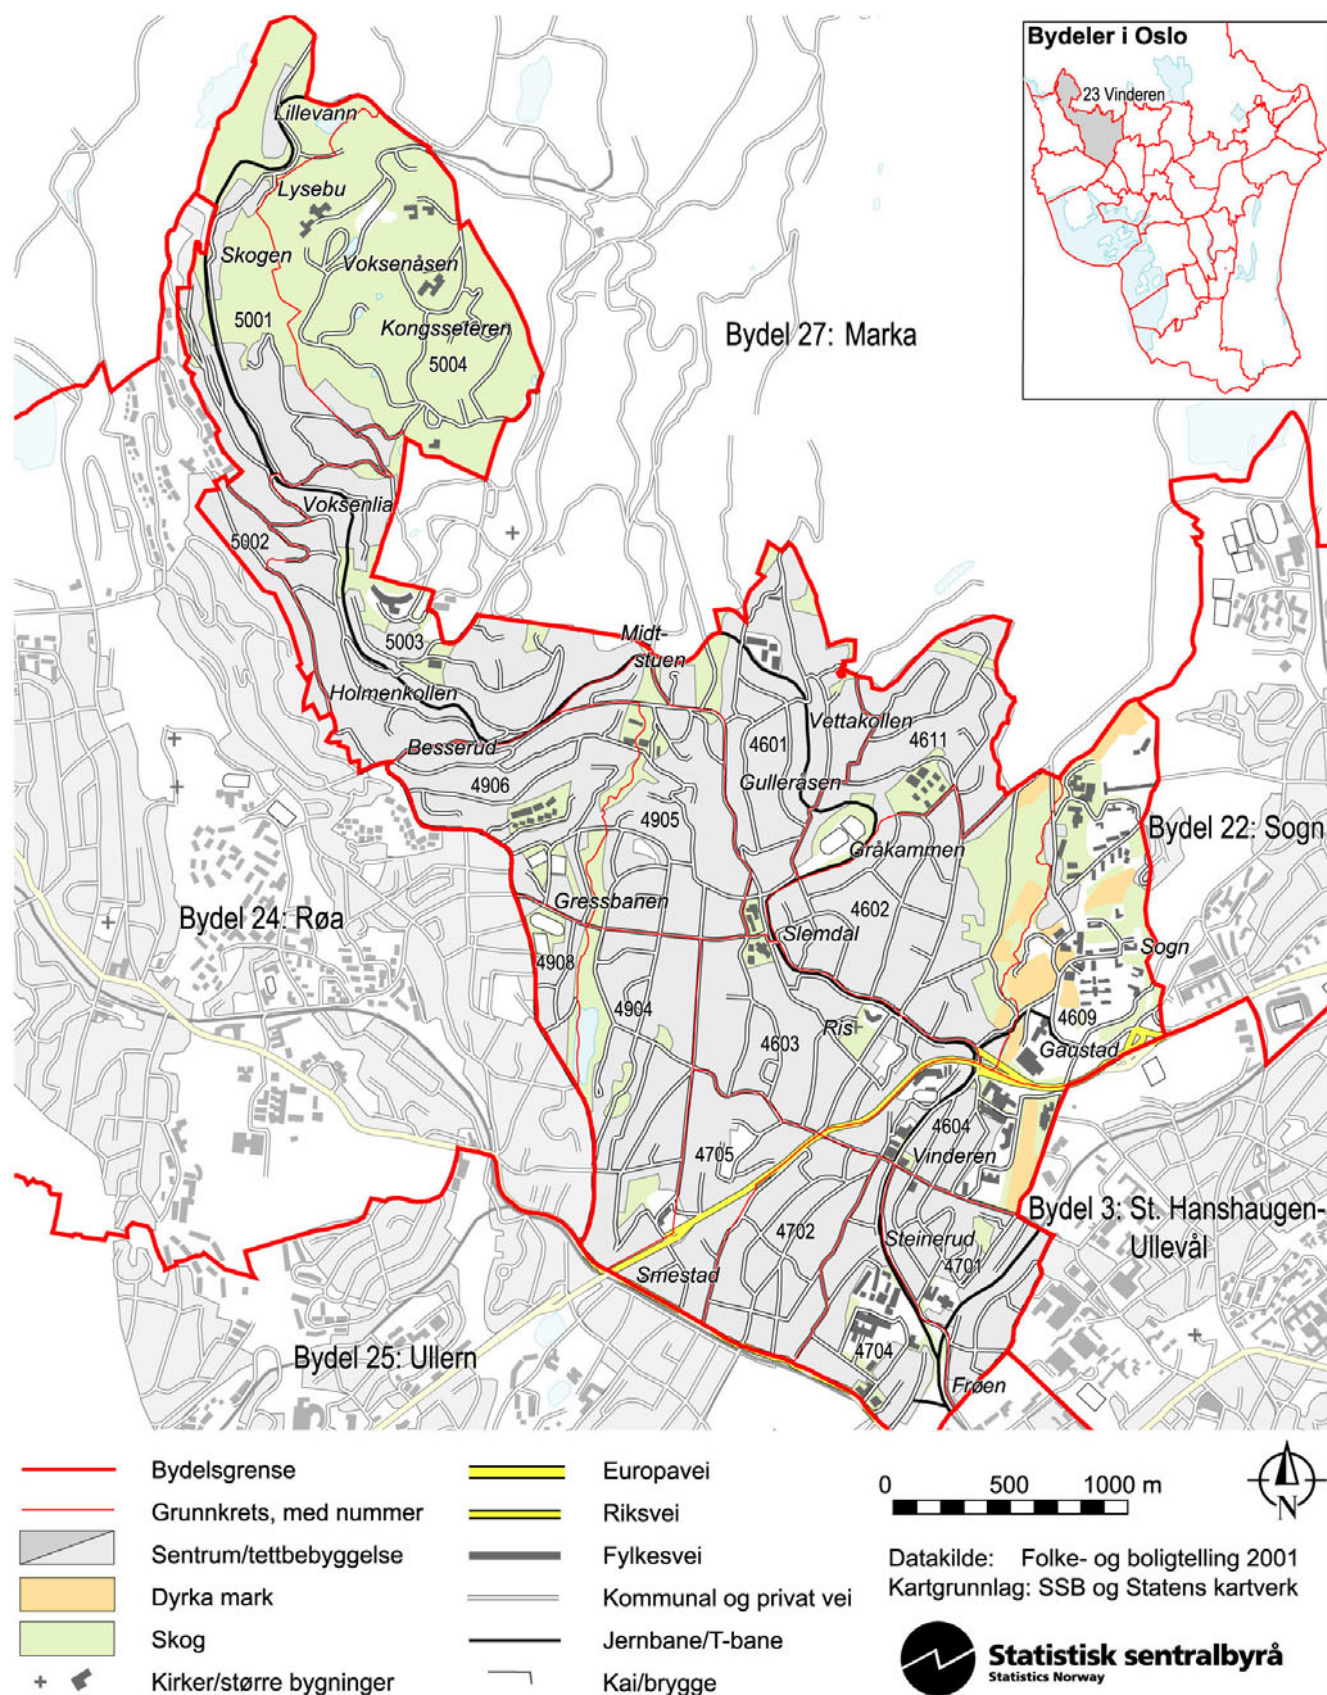 Bydeler i Oslo
23 Vinderen
Lillevann
Lysebu
Skogen
Voksenåsen
5001
Kongsseteren
5004
Bydel 27: Marka
Voksenlia
5002
5003
Midt-
stuen
Holmenkollen
Besserud
Vettakollen
4601
4611
Gulleråsen
4906
4905
Bydel 22: Sogn
Gråkammen
Gressbanen
Bydel 24: Røa
4602
Slemdal
Sogn
4908
4904
4609
Ris
4603
Gaustad
4604
4705
Vinderen
Bydel 3: St. Hanshaugen-
Ullevål
4702
Steinerud
4701
Smestad
Bydel 25: Ullern
4704
Frøen
Bydelsgrense
Grunnkrets, med nummer
Sentrum/tettbebyggelse
Dyrka mark
Skog
Kirker/større bygninger
Europavei
Riksvei
Fylkesvei
Kommunal og privat vei
Jernbane/T-bane
Kai/brygge
0 500 1000 m
N
Datakilde: Folke- og boligtelling 2001
Kartgrunnlag: SSB og Statens kartverk
Statistisk sentralbyrå
Statistics Norway